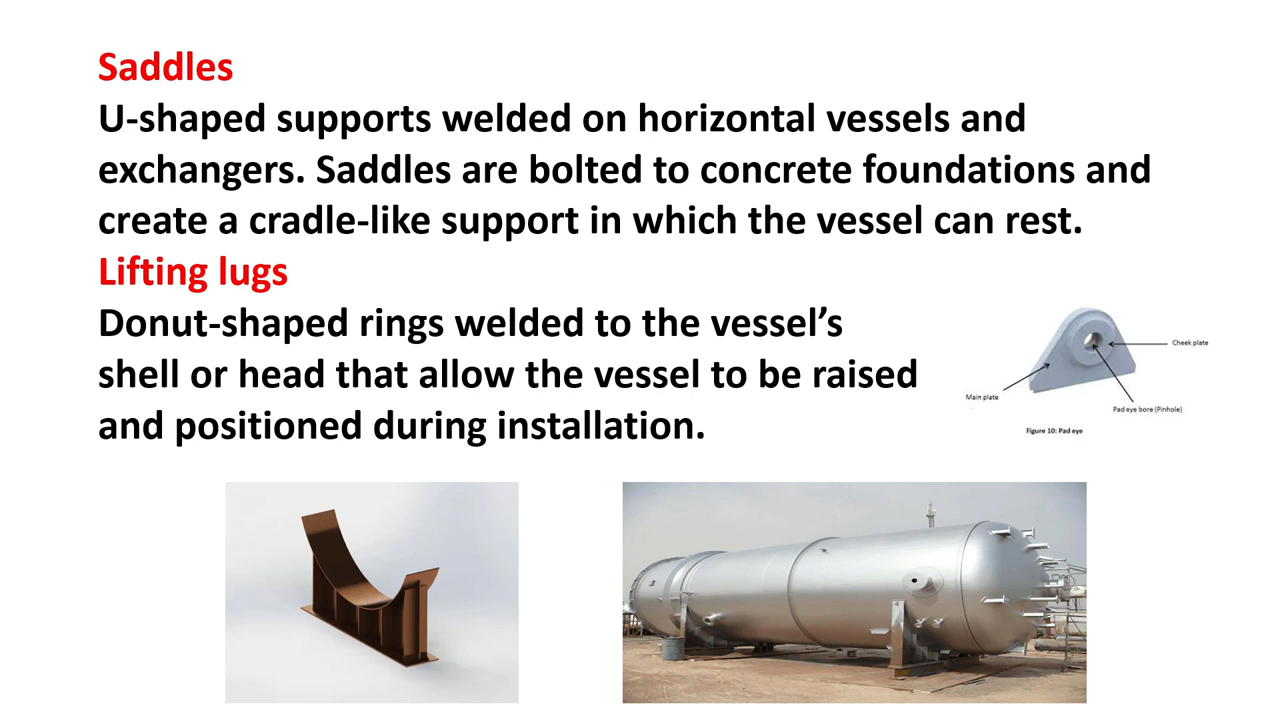 Saddles
U-shaped supports welded on horizontal vessels and
exchangers. Saddles are bolted to concrete foundations and
create a cradle-like support in which the vessel can rest.
Lifting lugs
Donut-shaped rings welded to the vessel’s
shell or head that allow the vessel to be raised
and positioned during installation.
Cheek plate
Main plate
Pad eye bore (Pinhole)
Figure 10: Pad eye